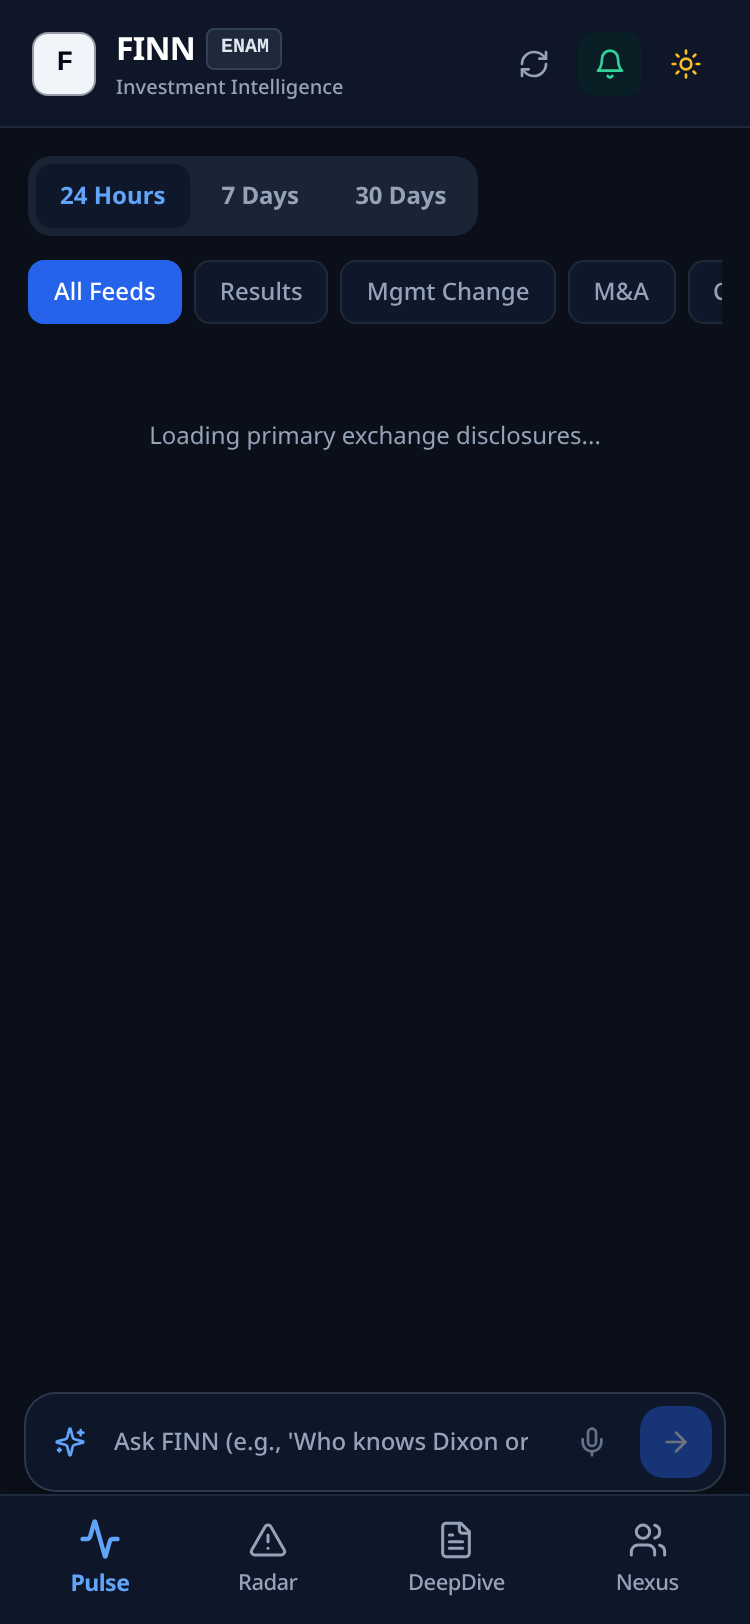 F
FINN ENAM
Investment Intelligence
24 Hours 7 Days 30 Days
All Feeds Results Mgmt Change M&A
Loading primary exchange disclosures...
Ask FINN (e.g., 'Who knows Dixon or
Pulse Radar DeepDive Nexus